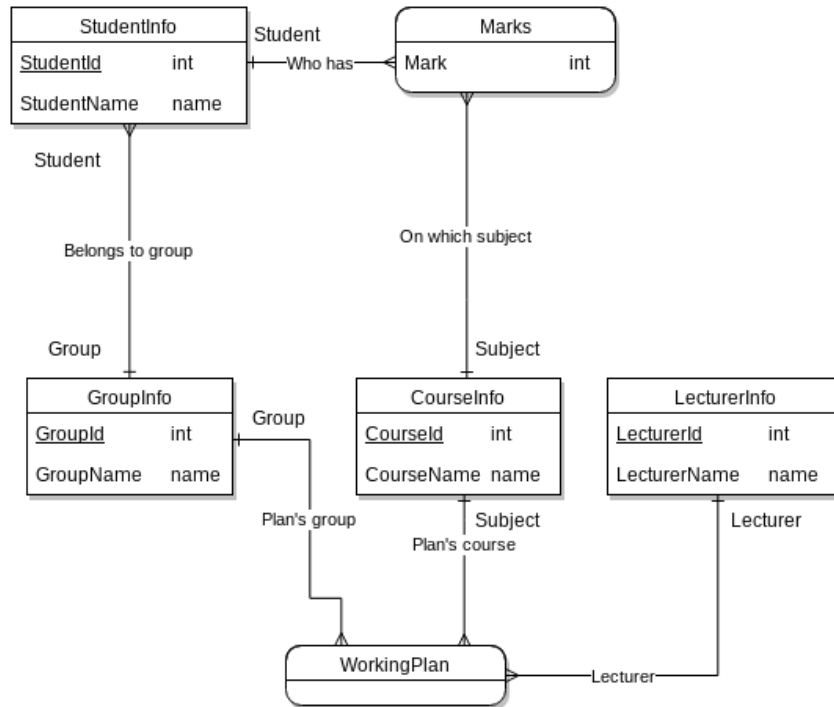 StudentInfo
StudentId int
StudentName name
Student
Who has
Marks
Mark int
Student
Belongs to group
On which subject
Group
Subject
GroupInfo
GroupId int
GroupName name
Group
CourseInfo
CourseId int
CourseName name
LecturerInfo
LecturerId int
LecturerName name
Plan's group
Subject
Plan's course
Lecturer
WorkingPlan
Lecturer